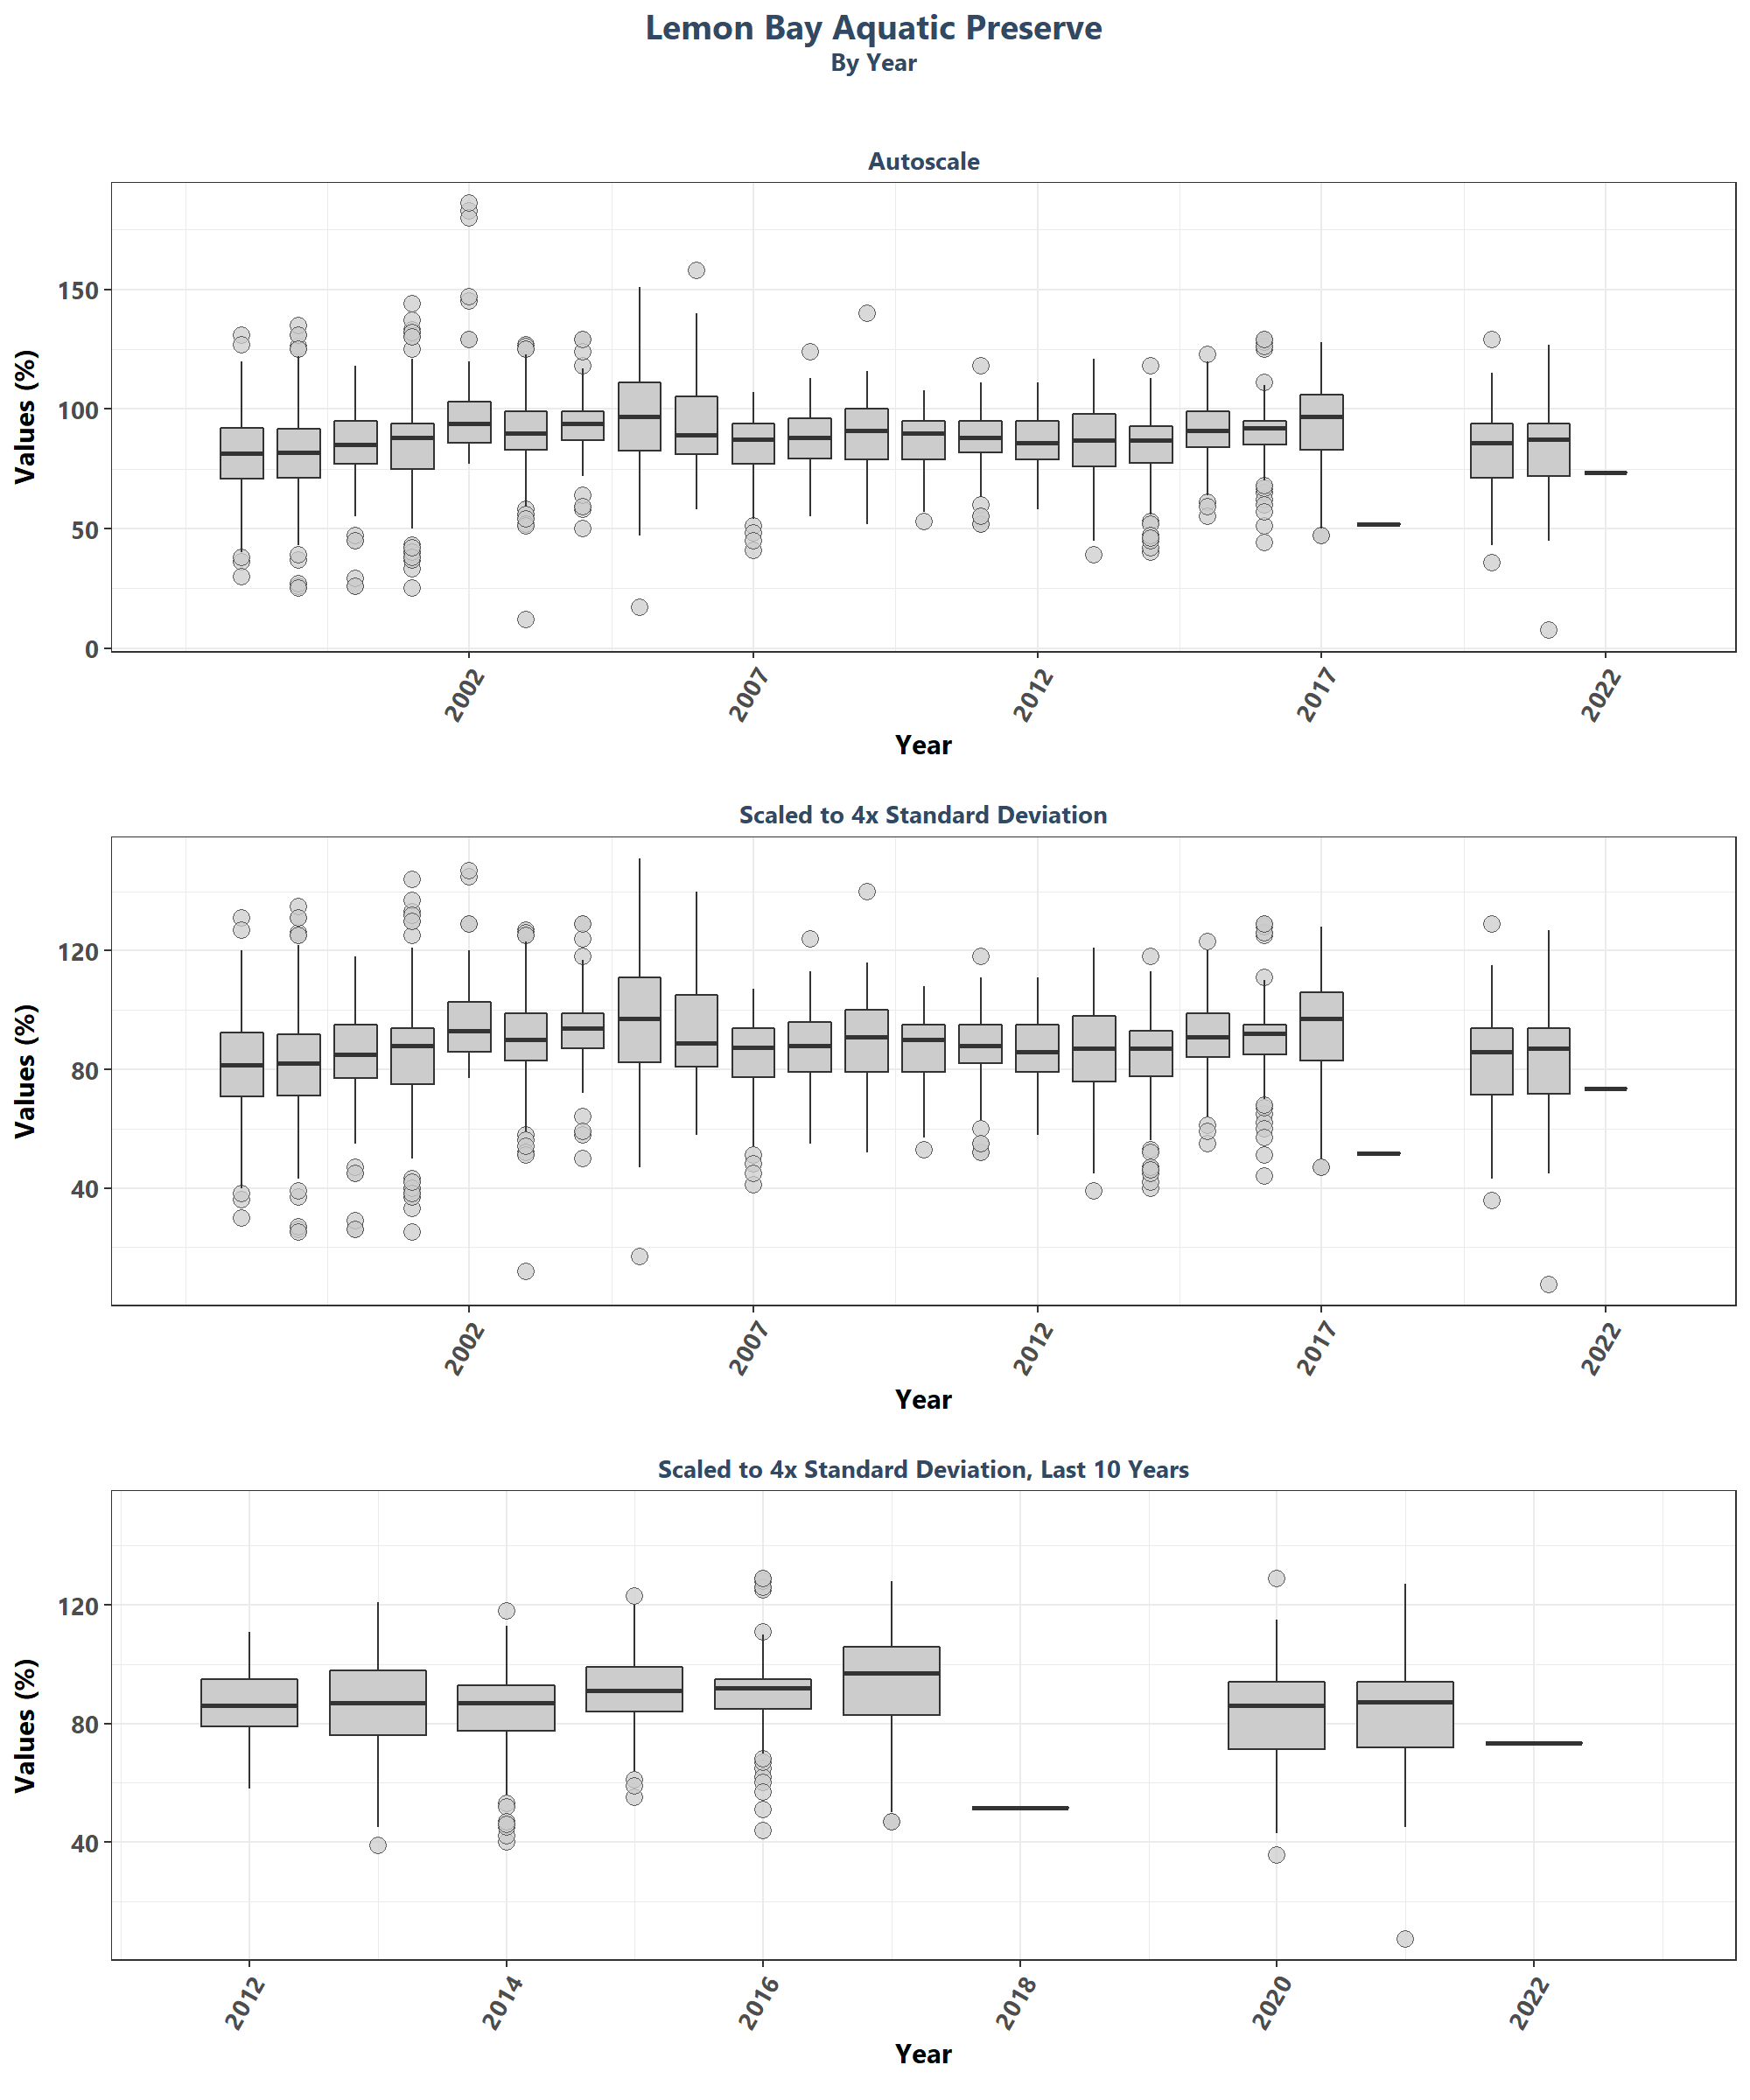 Lemon Bay Aquatic Preserve
By Year
Autoscale
Values (%)
150
100
50
0
2002
2007
2012
2017
2022
Year
Scaled to 4x Standard Deviation
Values (%)
120
80
40
2002
2007
2012
2017
2022
Year
Scaled to 4x Standard Deviation, Last 10 Years
Values (%)
120
80
40
2012
2014
2016
2018
2020
2022
Year